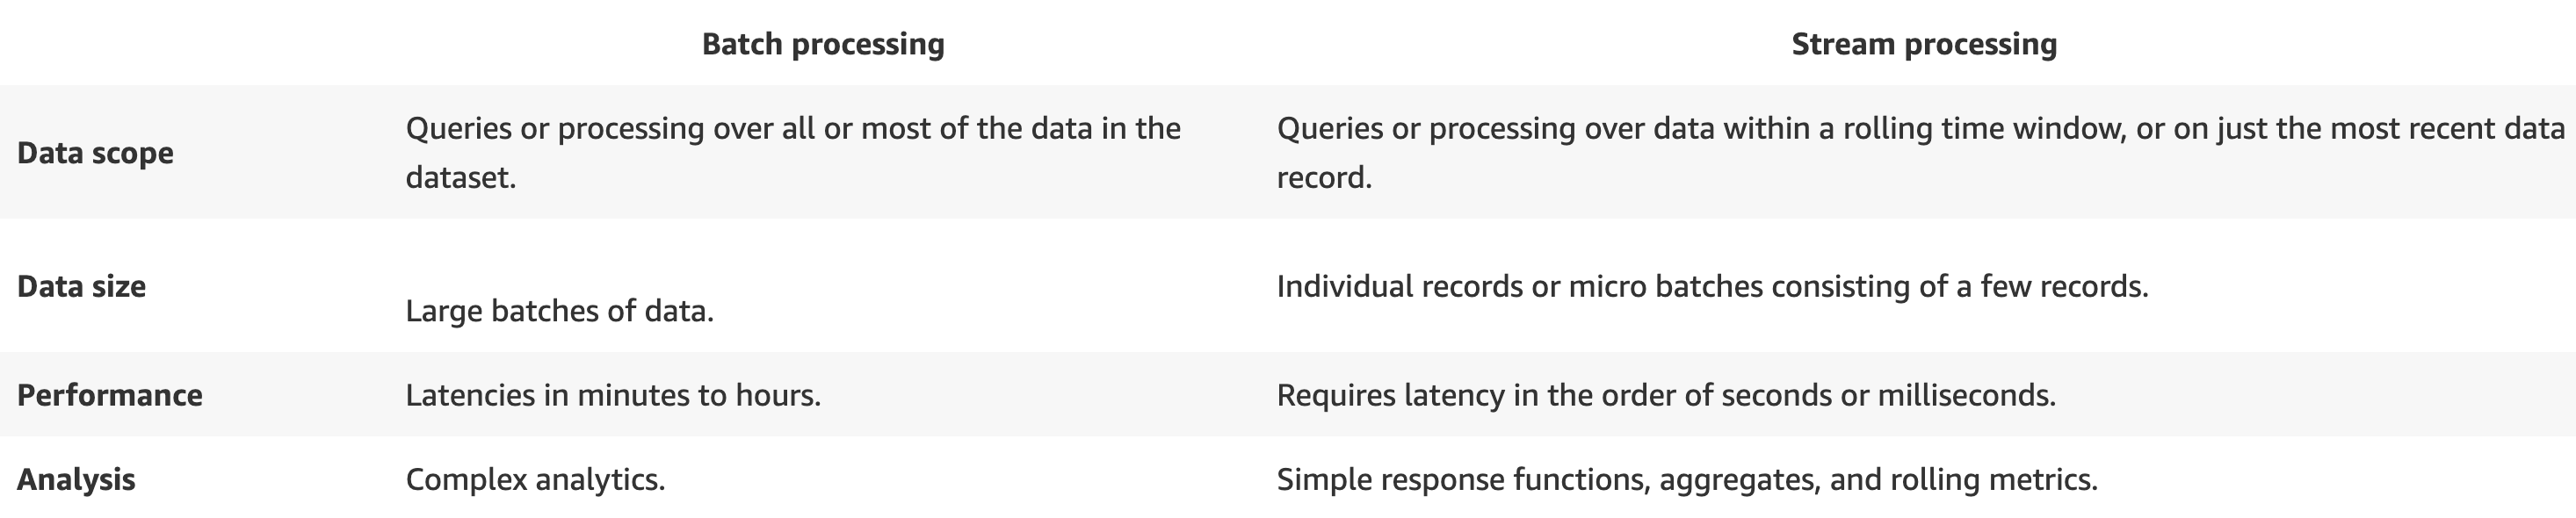 Batch processing
Stream processing
Data scope
Queries or processing over all or most of the data in the
dataset.
Queries or processing over data within a rolling time window, or on just the most recent data
record.
Data size
Large batches of data.
Individual records or micro batches consisting of a few records.
Performance
Latencies in minutes to hours.
Requires latency in the order of seconds or milliseconds.
Analysis
Complex analytics.
Simple response functions, aggregates, and rolling metrics.